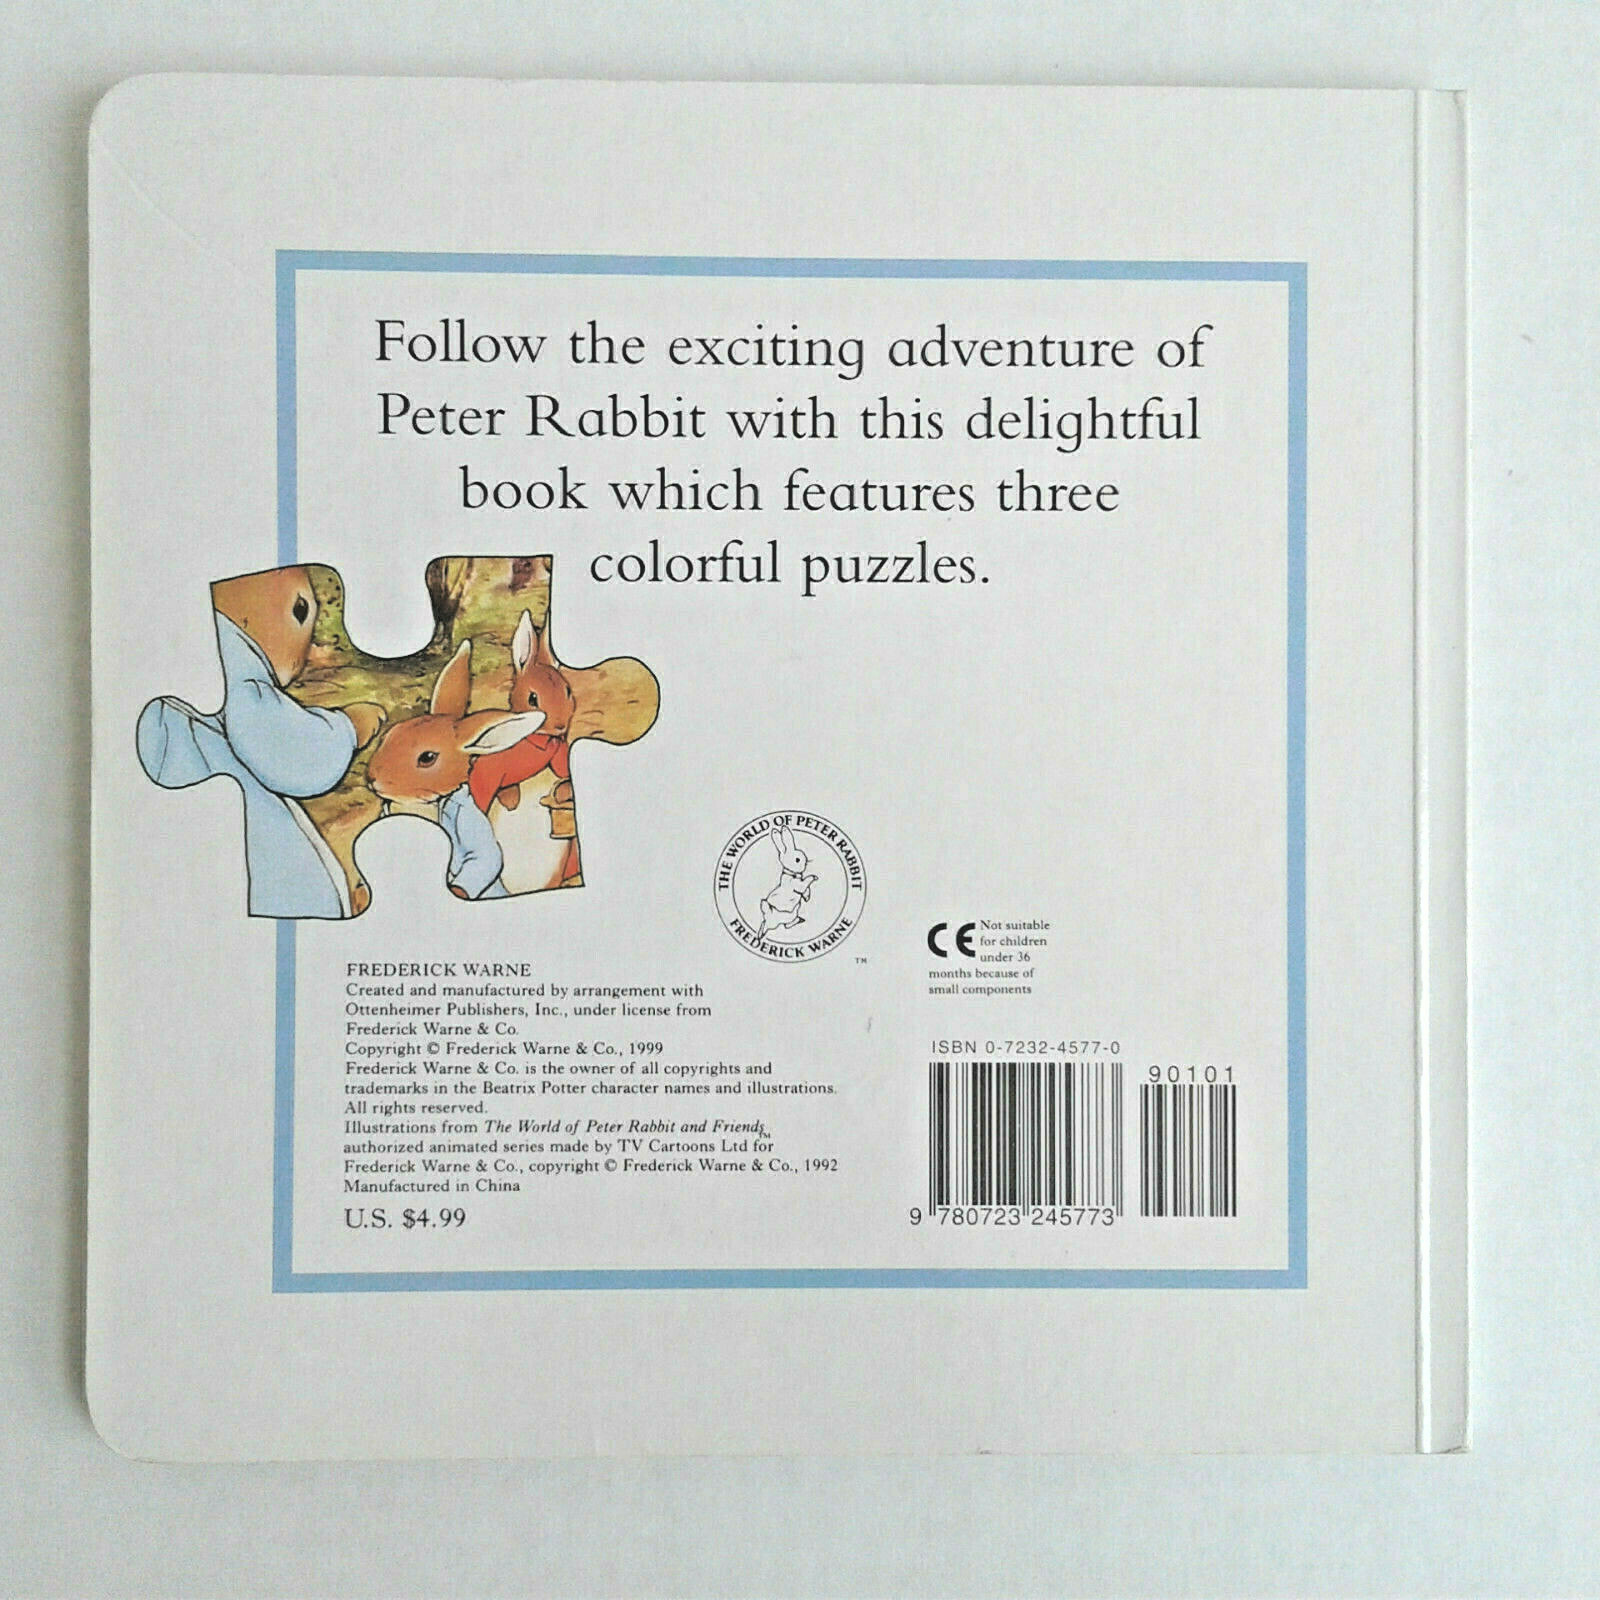 Follow the exciting adventure of
Peter Rabbit with this delightful
book which features three
colorful puzzles.
THE WORLD OF PETER RABBIT
FREDERICK WARNE
™
CE
Not suitable
for children
under 36
months because of
small components
FREDERICK WARNE
Created and manufactured by arrangement with
Ottenheimer Publishers, Inc., under license from
Frederick Warne & Co.
Copyright © Frederick Warne & Co., 1999
Frederick Warne & Co. is the owner of all copyrights and
trademarks in the Beatrix Potter character names and illustrations.
All rights reserved.
Illustrations from The World of Peter Rabbit and Friends™
authorized animated series made by TV Cartoons Ltd for
Frederick Warne & Co., copyright © Frederick Warne & Co., 1992
Manufactured in China
U.S. $4.99
ISBN 0-7232-4577-0
90101
9 780723 245773